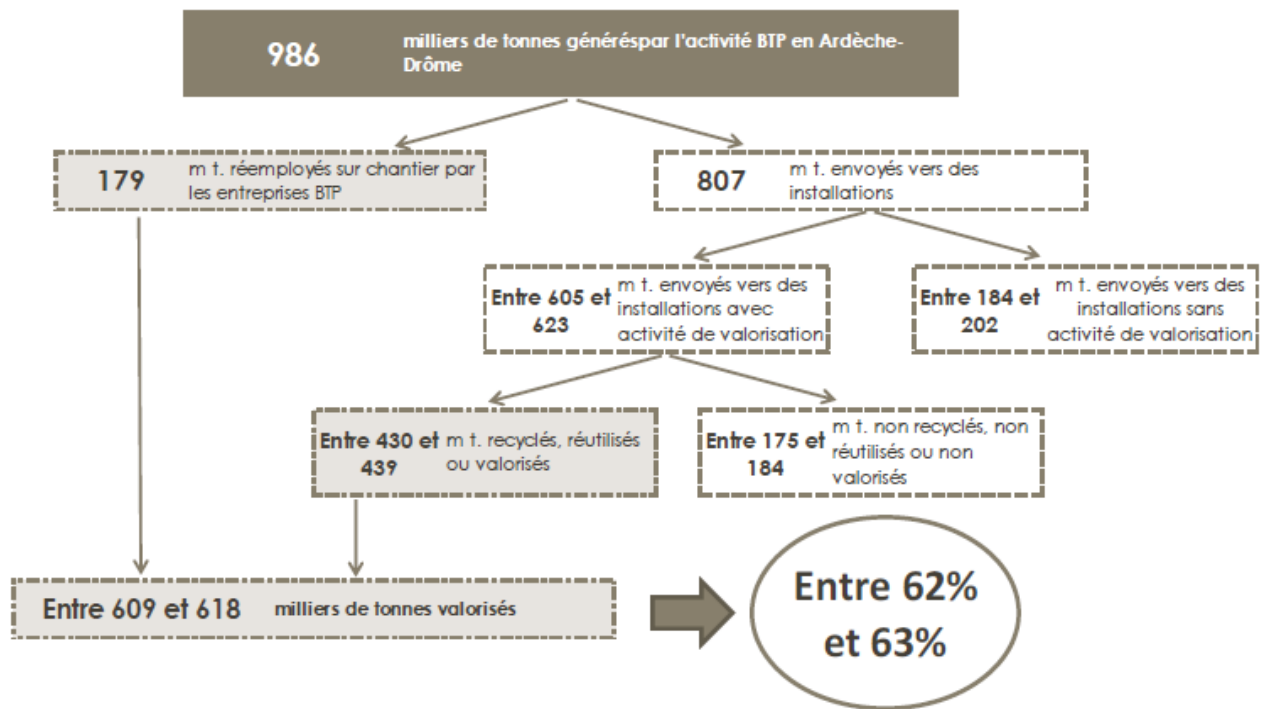 986
milliers de tonnes généréspar l'activité BTP en Ardèche-
Drôme
179
m t. réemployés sur chantier par
les entreprises BTP
807
m t. envoyés vers des
installations
Entre 605 et
623
m t. envoyés vers des
installations avec
activité de valorisation
Entre 184 et
202
m t. envoyés vers des
installations sans
activité de valorisation
Entre 430 et
439
m t. recyclés, réutilisés
ou valorisés
Entre 175 et
184
m t. non recyclés, non
réutilisés ou non
valorisés
Entre 609 et 618
milliers de tonnes valorisés
Entre 62%
et 63%